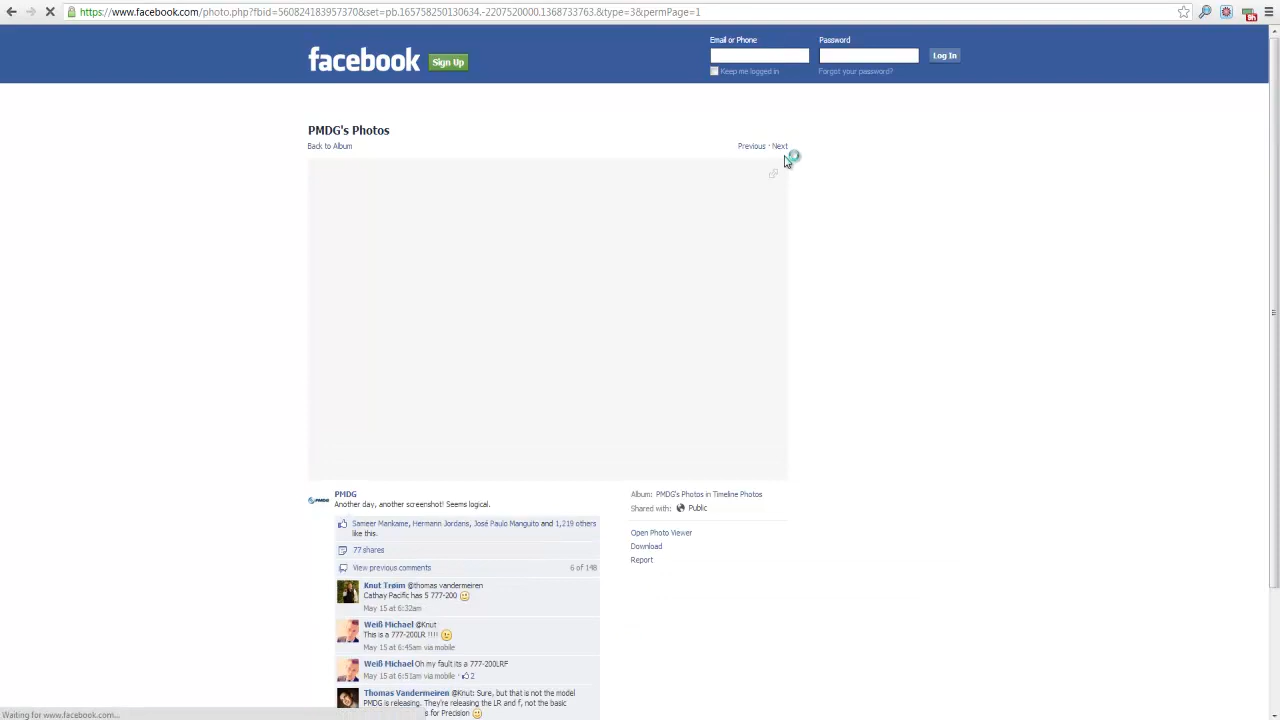 https://www.facebook.com/photo.php?fbid=560824183957370&set=pb.165758250130634.-2207520000.1368733763.&type=3&permPage=1
9h
facebook
Sign Up
Email or Phone
Password
Log In
Keep me logged in
Forgot your password?
PMDG's Photos
Back to Album
Previous · Next
PMDG
PMDG
Another day, another screenshot! Seems logical.
Sameer Mankame, Hermann Jordans, José Paulo Manguito and 1,219 others
like this.
77 shares
View previous comments
6 of 148
Knut Trøim @thomas vandermeiren
Cathay Pacific has 5 777-200
May 15 at 6:32am
Weiß Michael @Knut
This is a 777-200LR !!!!
May 15 at 6:45am via mobile
Weiß Michael Oh my fault its a 777-200LRF
May 15 at 6:51am via mobile · 2
Thomas Vandermeiren @Knut: Sure, but that is not the model
PMDG is releasing. They're releasing the LR and f, not the basic
s for Precision
Album: PMDG's Photos in Timeline Photos
Shared with: Public
Open Photo Viewer
Download
Report
Waiting for www.facebook.com...